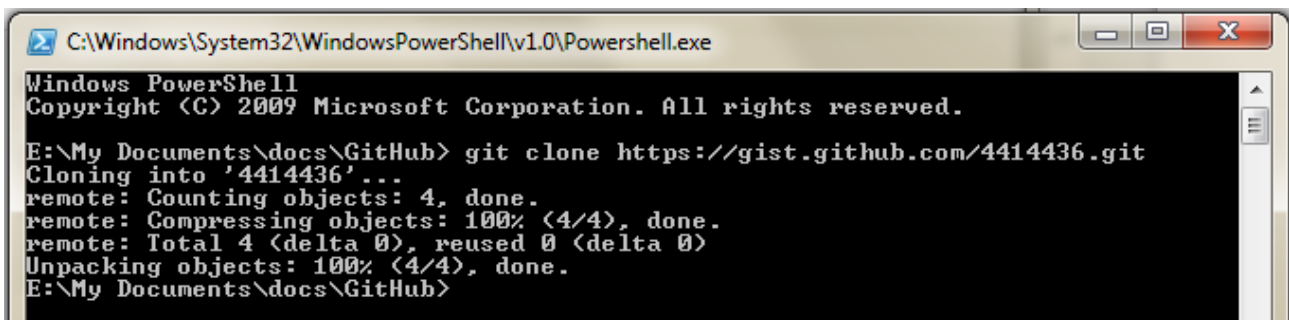 C:\Windows\System32\WindowsPowerShell\v1.0\Powershell.exe
Windows PowerShell
Copyright (C) 2009 Microsoft Corporation. All rights reserved.
E:\My Documents\docs\GitHub> git clone https://gist.github.com/4414436.git
Cloning into '4414436'...
remote: Counting objects: 4, done.
remote: Compressing objects: 100% (4/4), done.
remote: Total 4 (delta 0), reused 0 (delta 0)
Unpacking objects: 100% (4/4), done.
E:\My Documents\docs\GitHub>